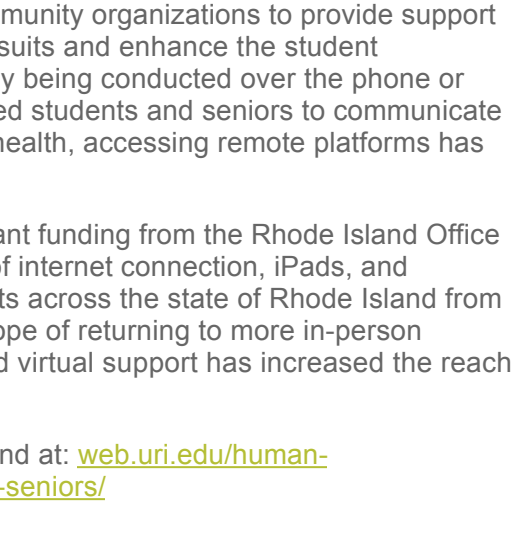 munity organizations to provide support
suits and enhance the student
y being conducted over the phone or
ed students and seniors to communicate
health, accessing remote platforms has
ant funding from the Rhode Island Office
of internet connection, iPads, and
ts across the state of Rhode Island from
ope of returning to more in-person
d virtual support has increased the reach
nd at: web.uri.edu/human-
-seniors/